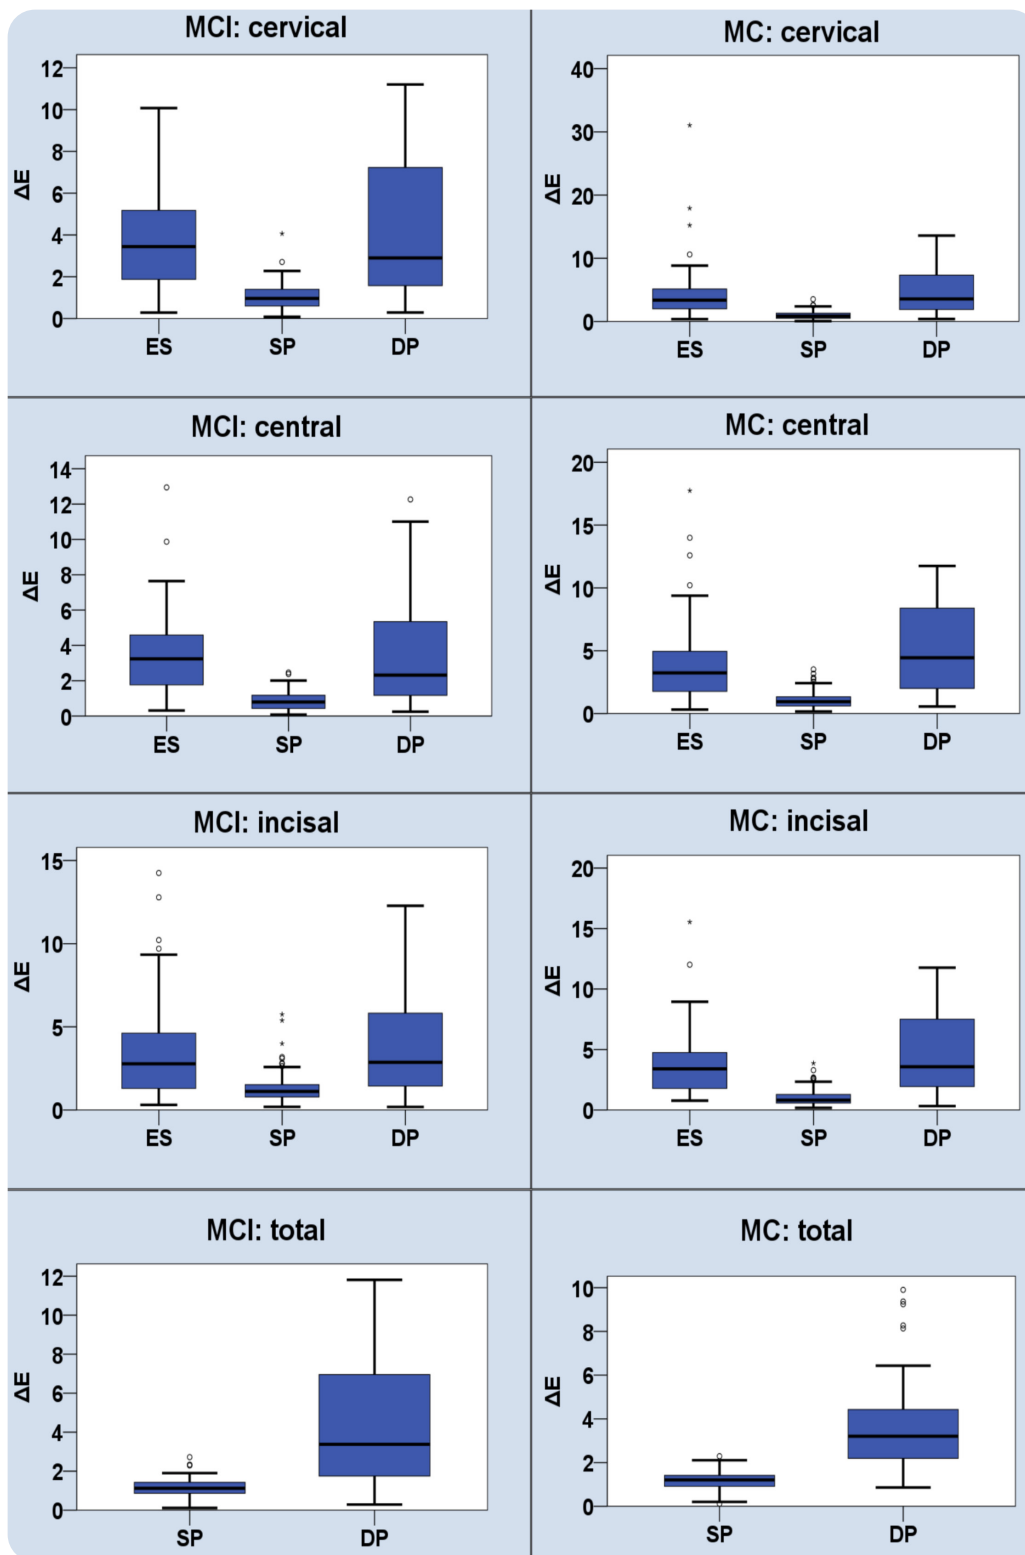 MCI: cervical
12
10
8
6
4
2
0
ΔE
ES SP DP
MC: cervical
40
30
20
10
0
ΔE
ES SP DP
MCI: central
14
12
10
8
6
4
2
0
ΔE
ES SP DP
MC: central
20
15
10
5
0
ΔE
ES SP DP
MCI: incisal
15
10
5
0
ΔE
ES SP DP
MC: incisal
20
15
10
5
0
ΔE
ES SP DP
MCI: total
12
10
8
6
4
2
0
ΔE
SP DP
MC: total
10
8
6
4
2
0
ΔE
SP DP